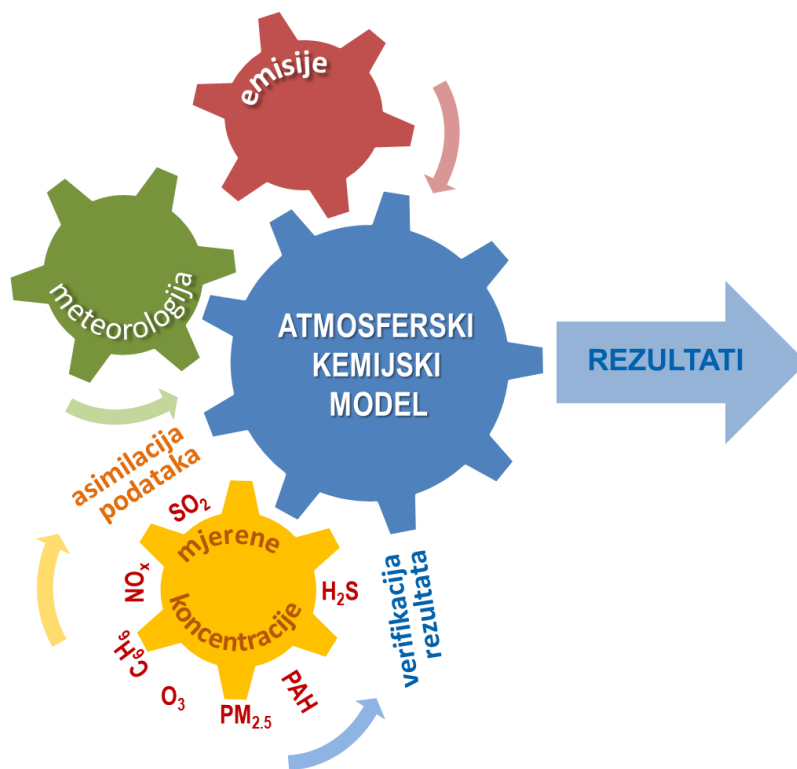 emisije
meteorologija
ATMOSFERSKI
KEMIJSKI
MODEL
REZULTATI
asimilacija
podataka
mjerene
koncentracije
SO₂
NOₓ
C₆H₆
O₃
PM₂.₅
PAH
H₂S
verifikacija
rezultata